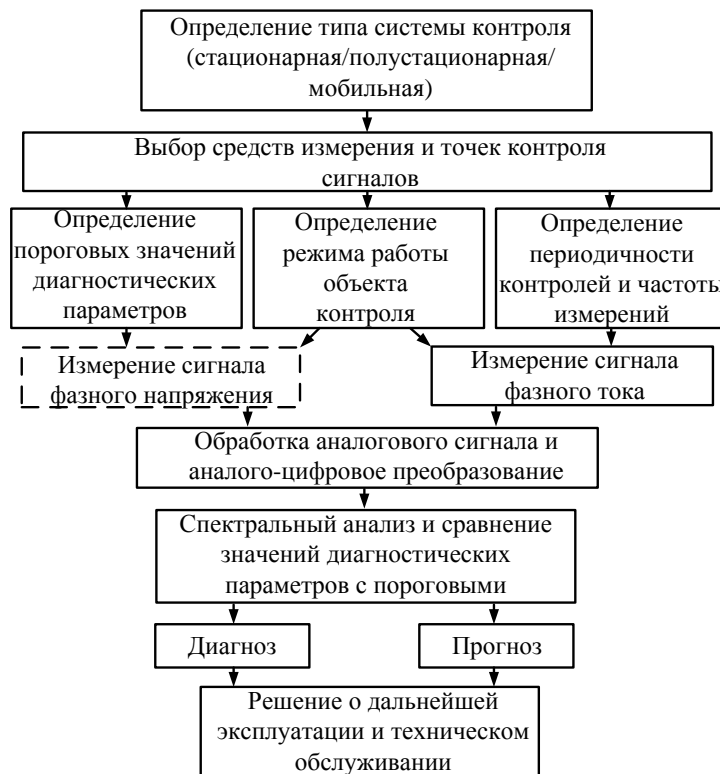 Определение типа системы контроля
(стационарная/полустационарная/
мобильная)
Выбор средств измерения и точек контроля
сигналов
Определение
пороговых значений
диагностических
параметров
Определение
режима работы
объекта
контроля
Определение
периодичности
контролей и частоты
измерений
Измерение сигнала
фазного напряжения
Измерение сигнала
фазного тока
Обработка аналогового сигнала и
аналого-цифровое преобразование
Спектральный анализ и сравнение
значений диагностических
параметров с пороговыми
Диагноз
Прогноз
Решение о дальнейшей
эксплуатации и техническом
обслуживании